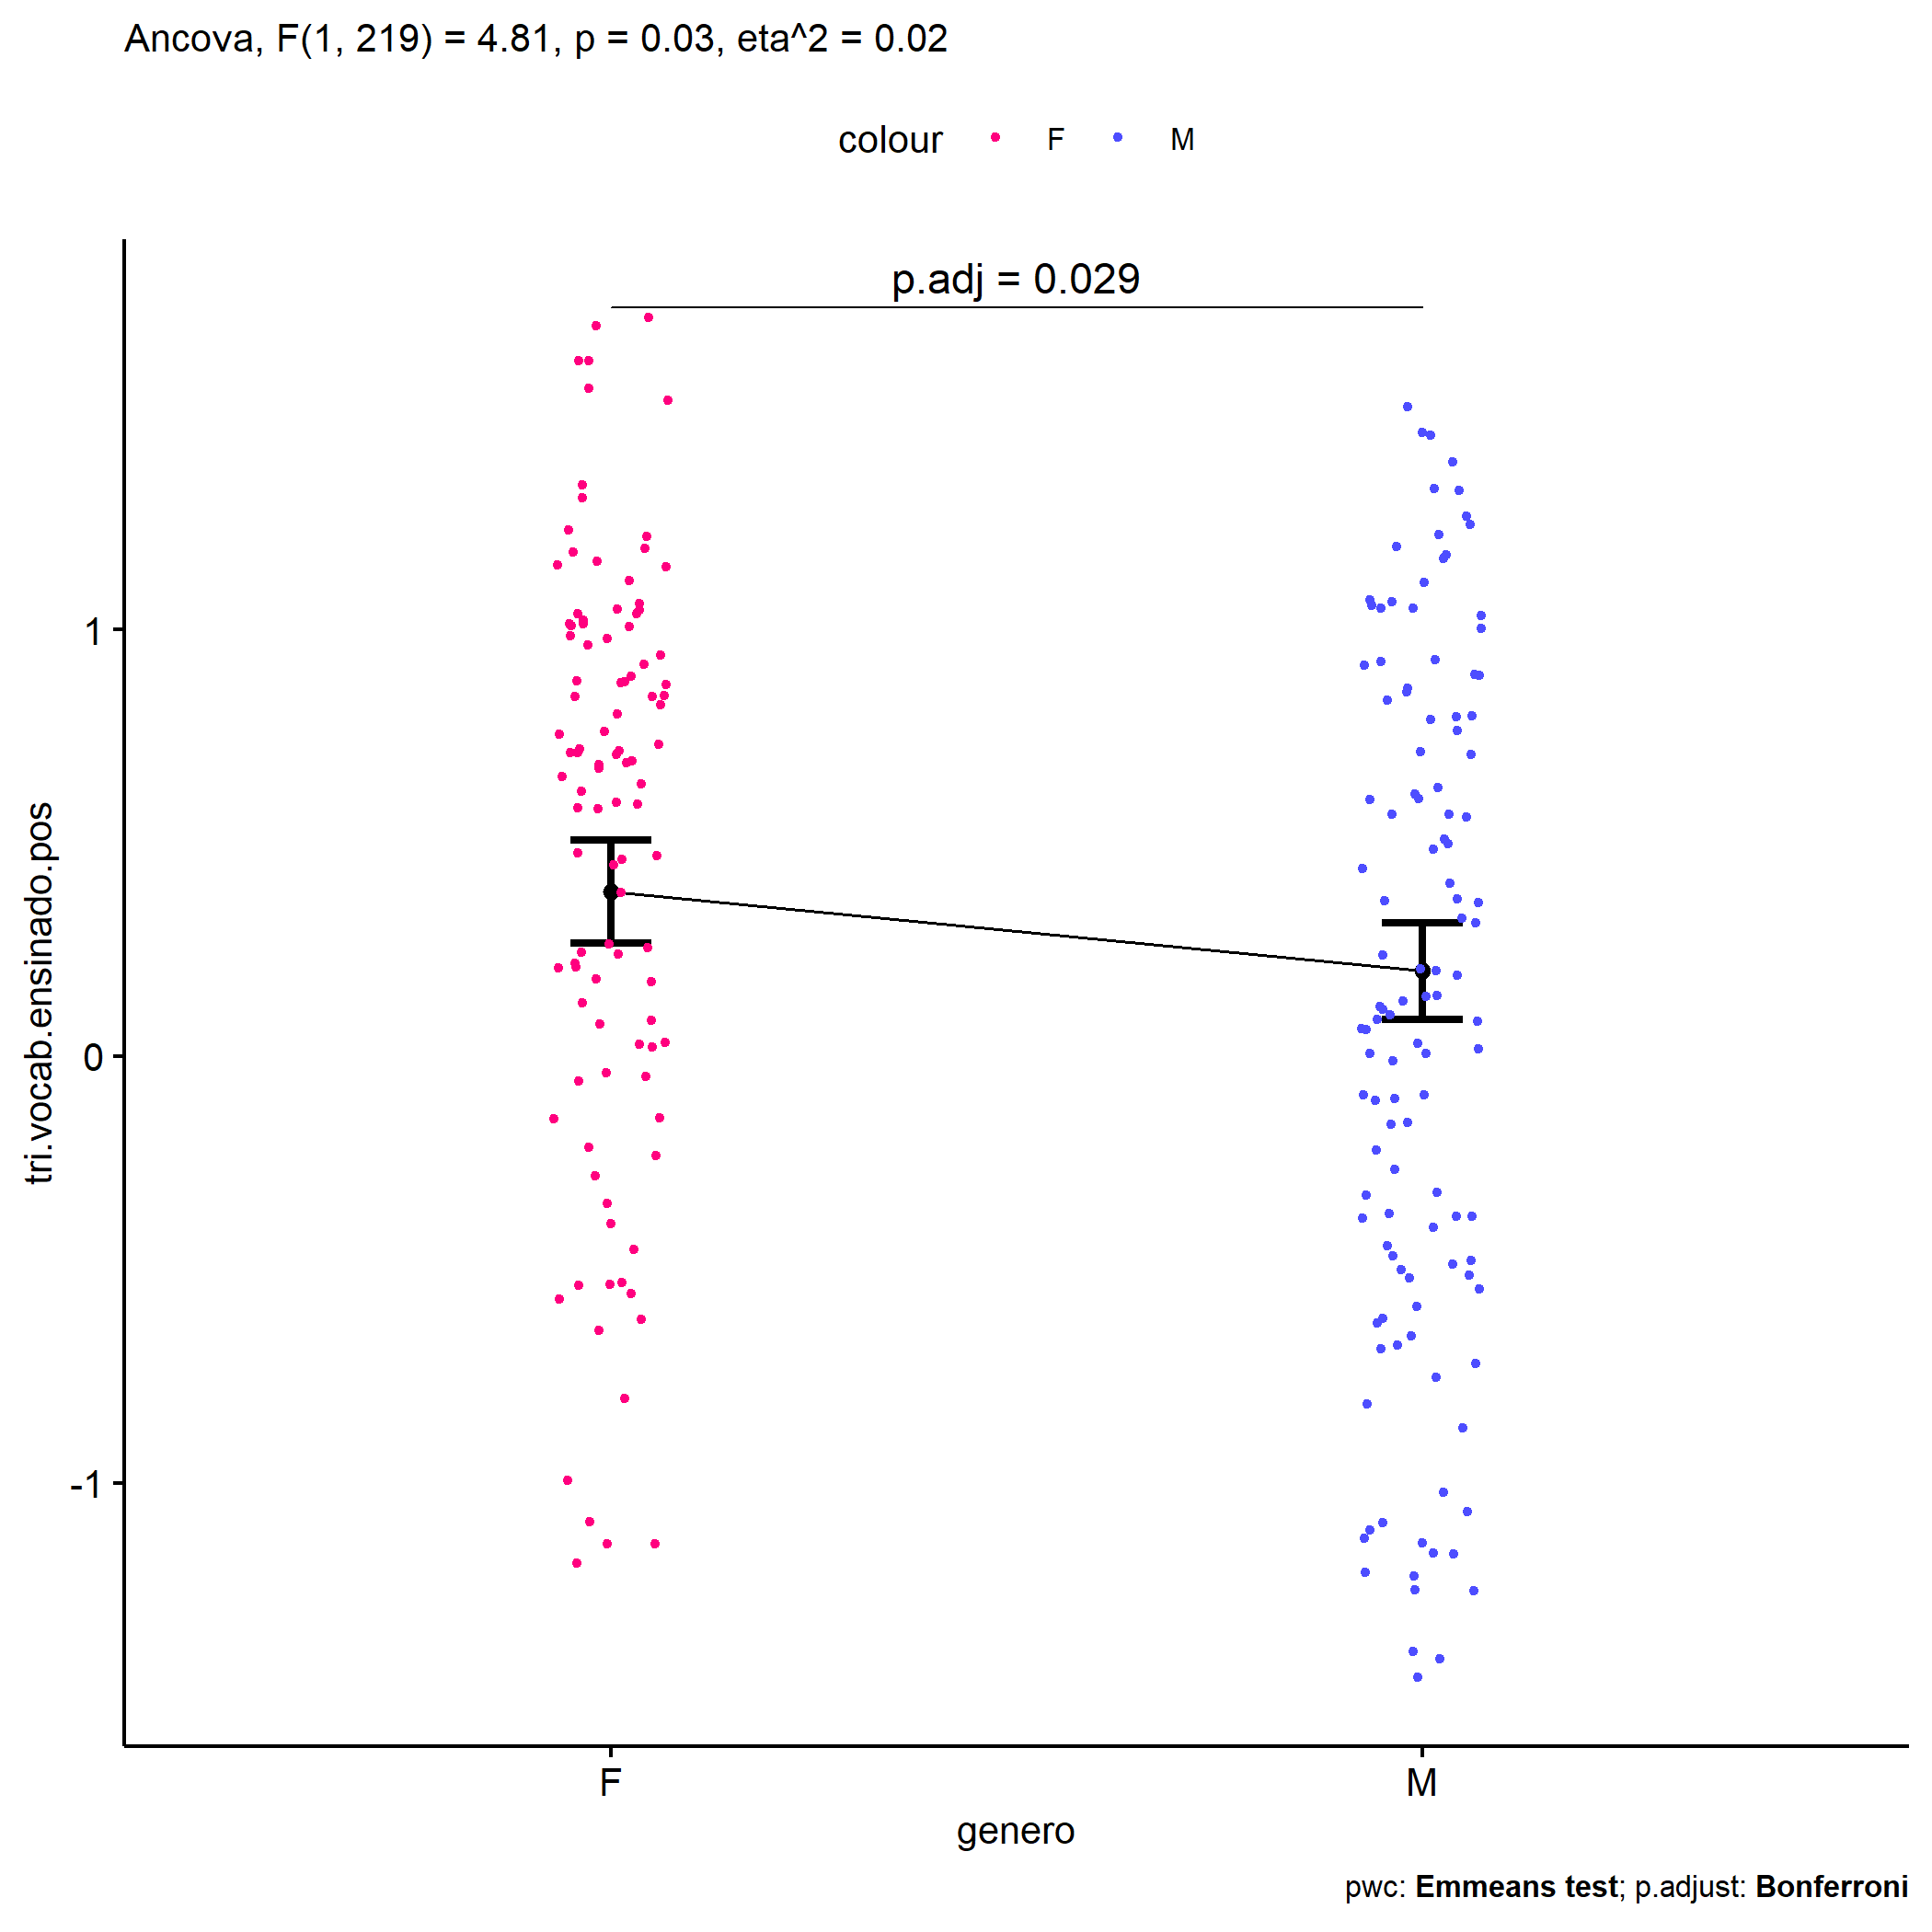 Ancova, F(1, 219) = 4.81, p = 0.03, eta^2 = 0.02
colour F M
p.adj = 0.029
1
0
-1
tri.vocab.ensinado.pos
F M
genero
pwc: Emmeans test; p.adjust: Bonferroni